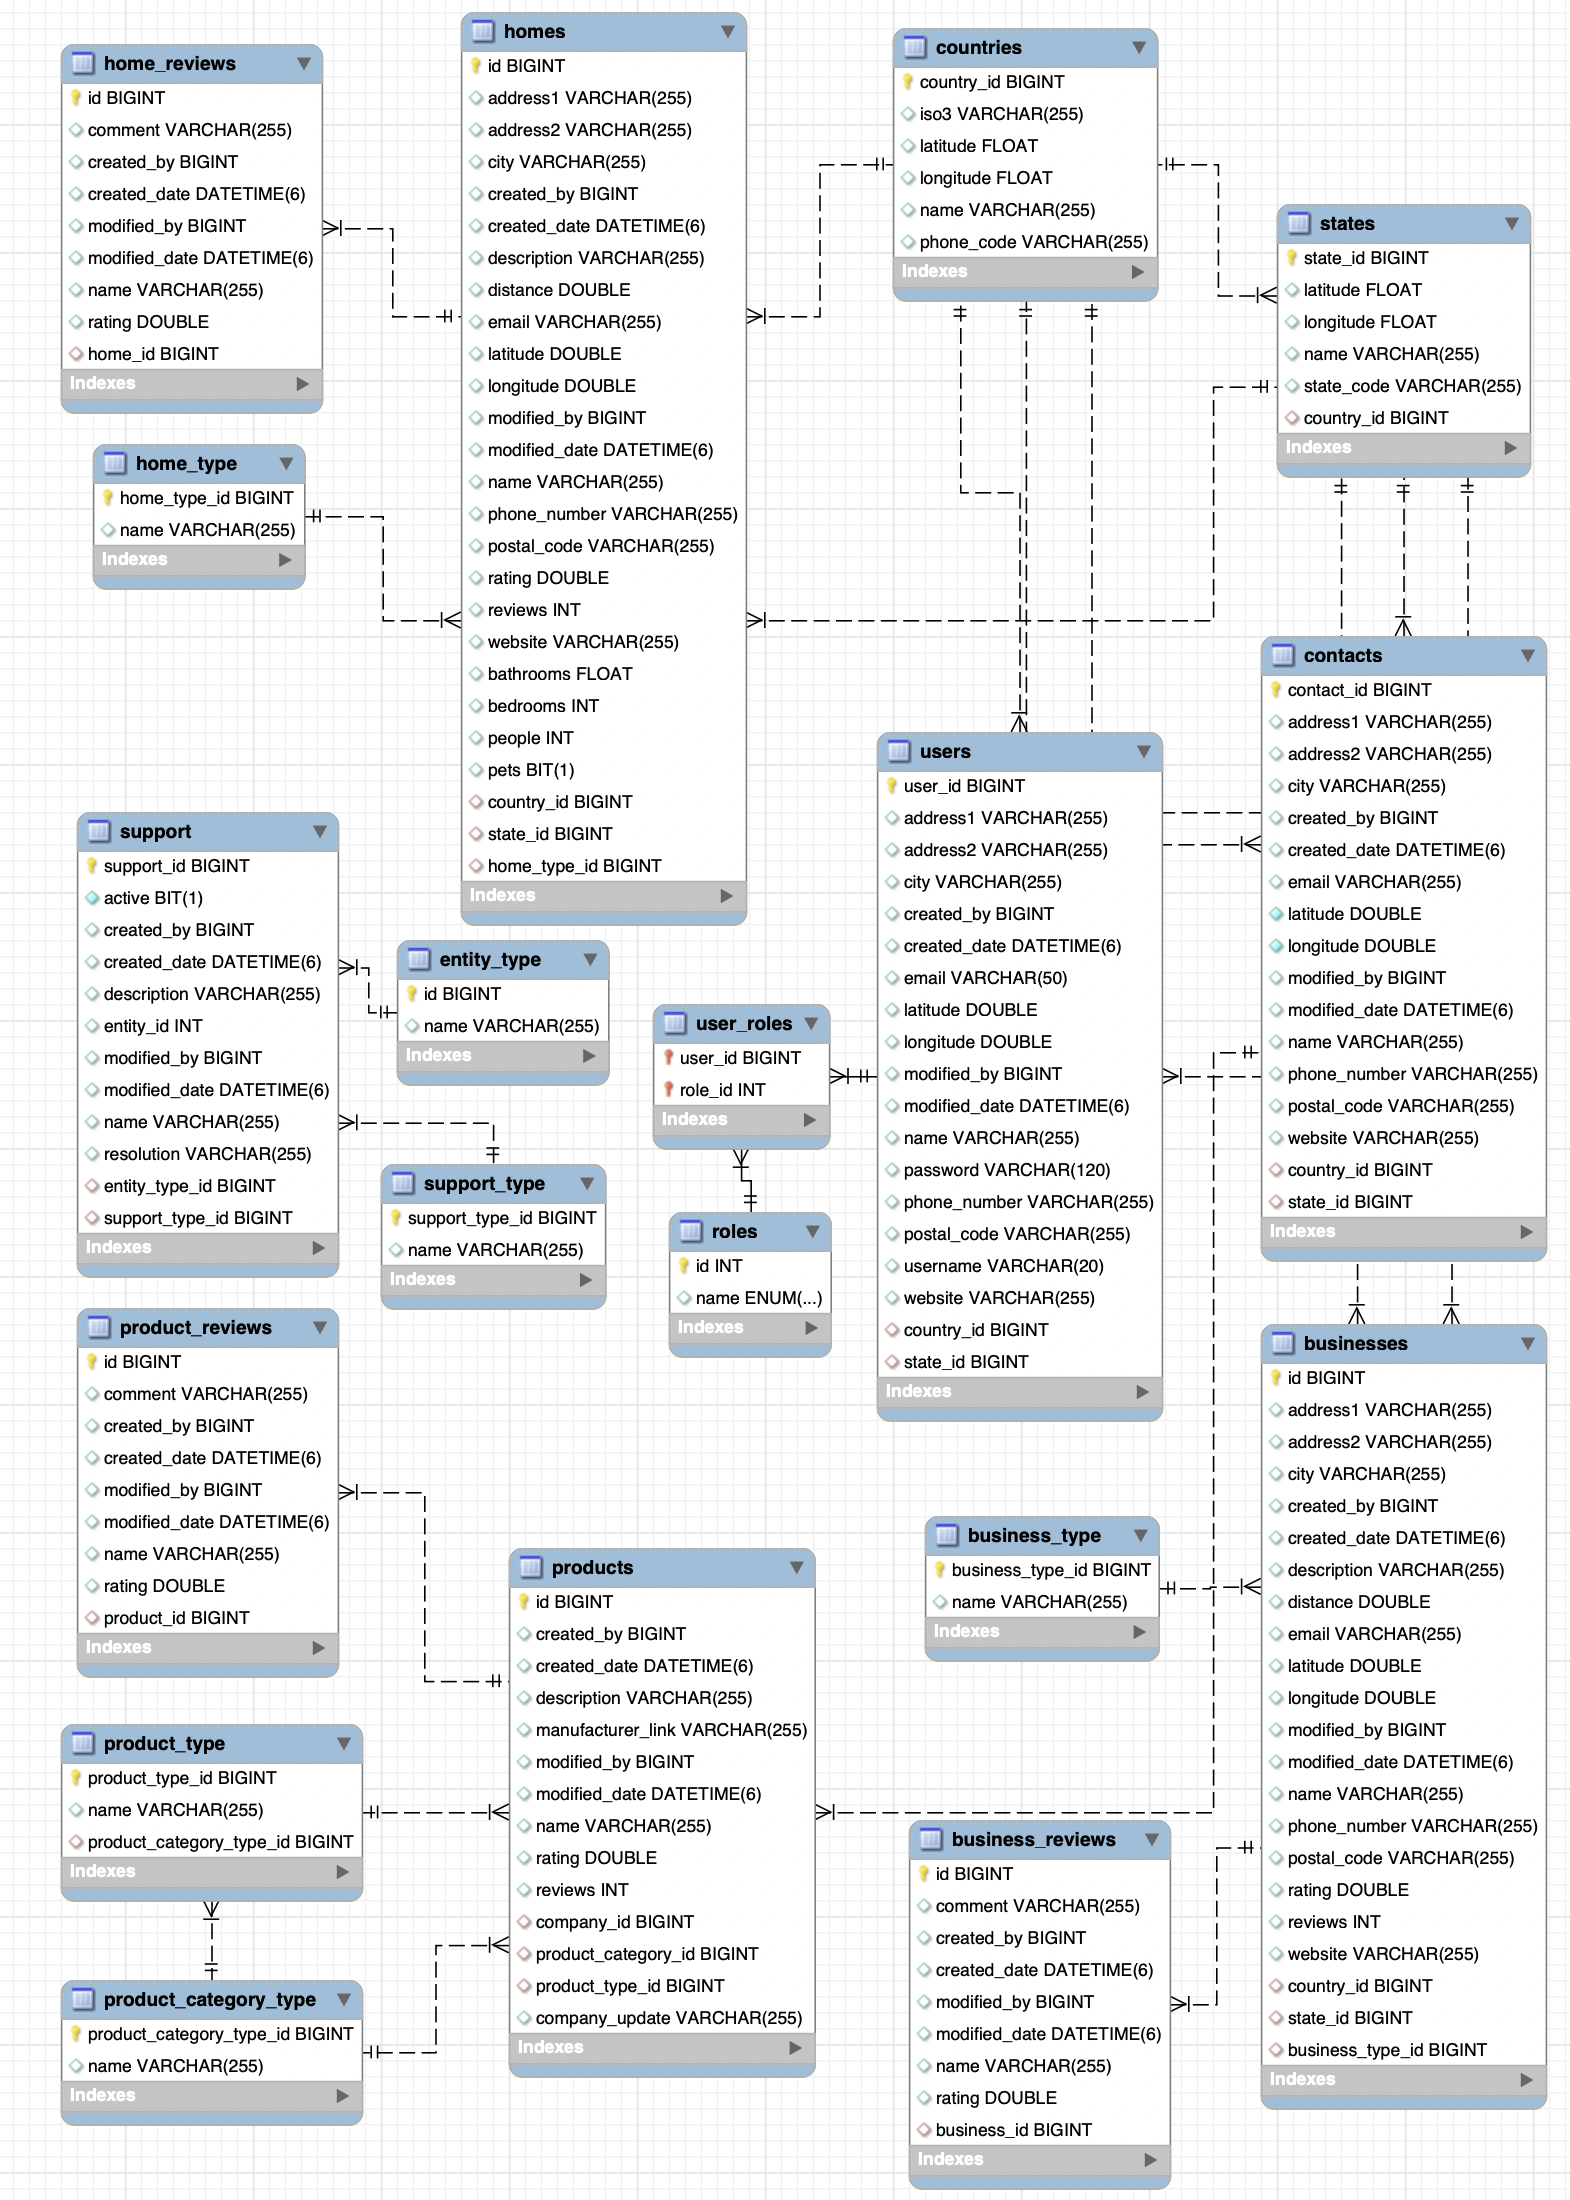 home_reviews
id BIGINT
comment VARCHAR(255)
created_by BIGINT
created_date DATETIME(6)
modified_by BIGINT
modified_date DATETIME(6)
name VARCHAR(255)
rating DOUBLE
home_id BIGINT
Indexes
homes
id BIGINT
address1 VARCHAR(255)
address2 VARCHAR(255)
city VARCHAR(255)
created_by BIGINT
created_date DATETIME(6)
description VARCHAR(255)
distance DOUBLE
email VARCHAR(255)
latitude DOUBLE
longitude DOUBLE
modified_by BIGINT
modified_date DATETIME(6)
name VARCHAR(255)
phone_number VARCHAR(255)
postal_code VARCHAR(255)
rating DOUBLE
reviews INT
website VARCHAR(255)
bathrooms FLOAT
bedrooms INT
people INT
pets BIT(1)
country_id BIGINT
state_id BIGINT
home_type_id BIGINT
Indexes
countries
country_id BIGINT
iso3 VARCHAR(255)
latitude FLOAT
longitude FLOAT
name VARCHAR(255)
phone_code VARCHAR(255)
Indexes
states
state_id BIGINT
latitude FLOAT
longitude FLOAT
name VARCHAR(255)
state_code VARCHAR(255)
country_id BIGINT
Indexes
home_type
home_type_id BIGINT
name VARCHAR(255)
Indexes
contacts
contact_id BIGINT
address1 VARCHAR(255)
address2 VARCHAR(255)
city VARCHAR(255)
created_by BIGINT
created_date DATETIME(6)
email VARCHAR(255)
latitude DOUBLE
longitude DOUBLE
modified_by BIGINT
modified_date DATETIME(6)
name VARCHAR(255)
phone_number VARCHAR(255)
postal_code VARCHAR(255)
website VARCHAR(255)
country_id BIGINT
state_id BIGINT
Indexes
users
user_id BIGINT
address1 VARCHAR(255)
address2 VARCHAR(255)
city VARCHAR(255)
created_by BIGINT
created_date DATETIME(6)
email VARCHAR(50)
latitude DOUBLE
longitude DOUBLE
modified_by BIGINT
modified_date DATETIME(6)
name VARCHAR(255)
password VARCHAR(120)
phone_number VARCHAR(255)
postal_code VARCHAR(255)
username VARCHAR(20)
website VARCHAR(255)
country_id BIGINT
state_id BIGINT
Indexes
support
support_id BIGINT
active BIT(1)
created_by BIGINT
created_date DATETIME(6)
description VARCHAR(255)
entity_id INT
modified_by BIGINT
modified_date DATETIME(6)
name VARCHAR(255)
resolution VARCHAR(255)
entity_type_id BIGINT
support_type_id BIGINT
Indexes
entity_type
id BIGINT
name VARCHAR(255)
Indexes
user_roles
user_id BIGINT
role_id INT
Indexes
support_type
support_type_id BIGINT
name VARCHAR(255)
Indexes
roles
id INT
name ENUM(...)
Indexes
product_reviews
id BIGINT
comment VARCHAR(255)
created_by BIGINT
created_date DATETIME(6)
modified_by BIGINT
modified_date DATETIME(6)
name VARCHAR(255)
rating DOUBLE
product_id BIGINT
Indexes
businesses
id BIGINT
address1 VARCHAR(255)
address2 VARCHAR(255)
city VARCHAR(255)
created_by BIGINT
created_date DATETIME(6)
description VARCHAR(255)
distance DOUBLE
email VARCHAR(255)
latitude DOUBLE
longitude DOUBLE
modified_by BIGINT
modified_date DATETIME(6)
name VARCHAR(255)
phone_number VARCHAR(255)
postal_code VARCHAR(255)
rating DOUBLE
reviews INT
website VARCHAR(255)
country_id BIGINT
state_id BIGINT
business_type_id BIGINT
Indexes
business_type
business_type_id BIGINT
name VARCHAR(255)
Indexes
products
id BIGINT
created_by BIGINT
created_date DATETIME(6)
description VARCHAR(255)
manufacturer_link VARCHAR(255)
modified_by BIGINT
modified_date DATETIME(6)
name VARCHAR(255)
rating DOUBLE
reviews INT
company_id BIGINT
product_category_id BIGINT
product_type_id BIGINT
company_update VARCHAR(255)
Indexes
product_type
product_type_id BIGINT
name VARCHAR(255)
product_category_type_id BIGINT
Indexes
business_reviews
id BIGINT
comment VARCHAR(255)
created_by BIGINT
created_date DATETIME(6)
modified_by BIGINT
modified_date DATETIME(6)
name VARCHAR(255)
rating DOUBLE
business_id BIGINT
Indexes
product_category_type
product_category_type_id BIGINT
name VARCHAR(255)
Indexes